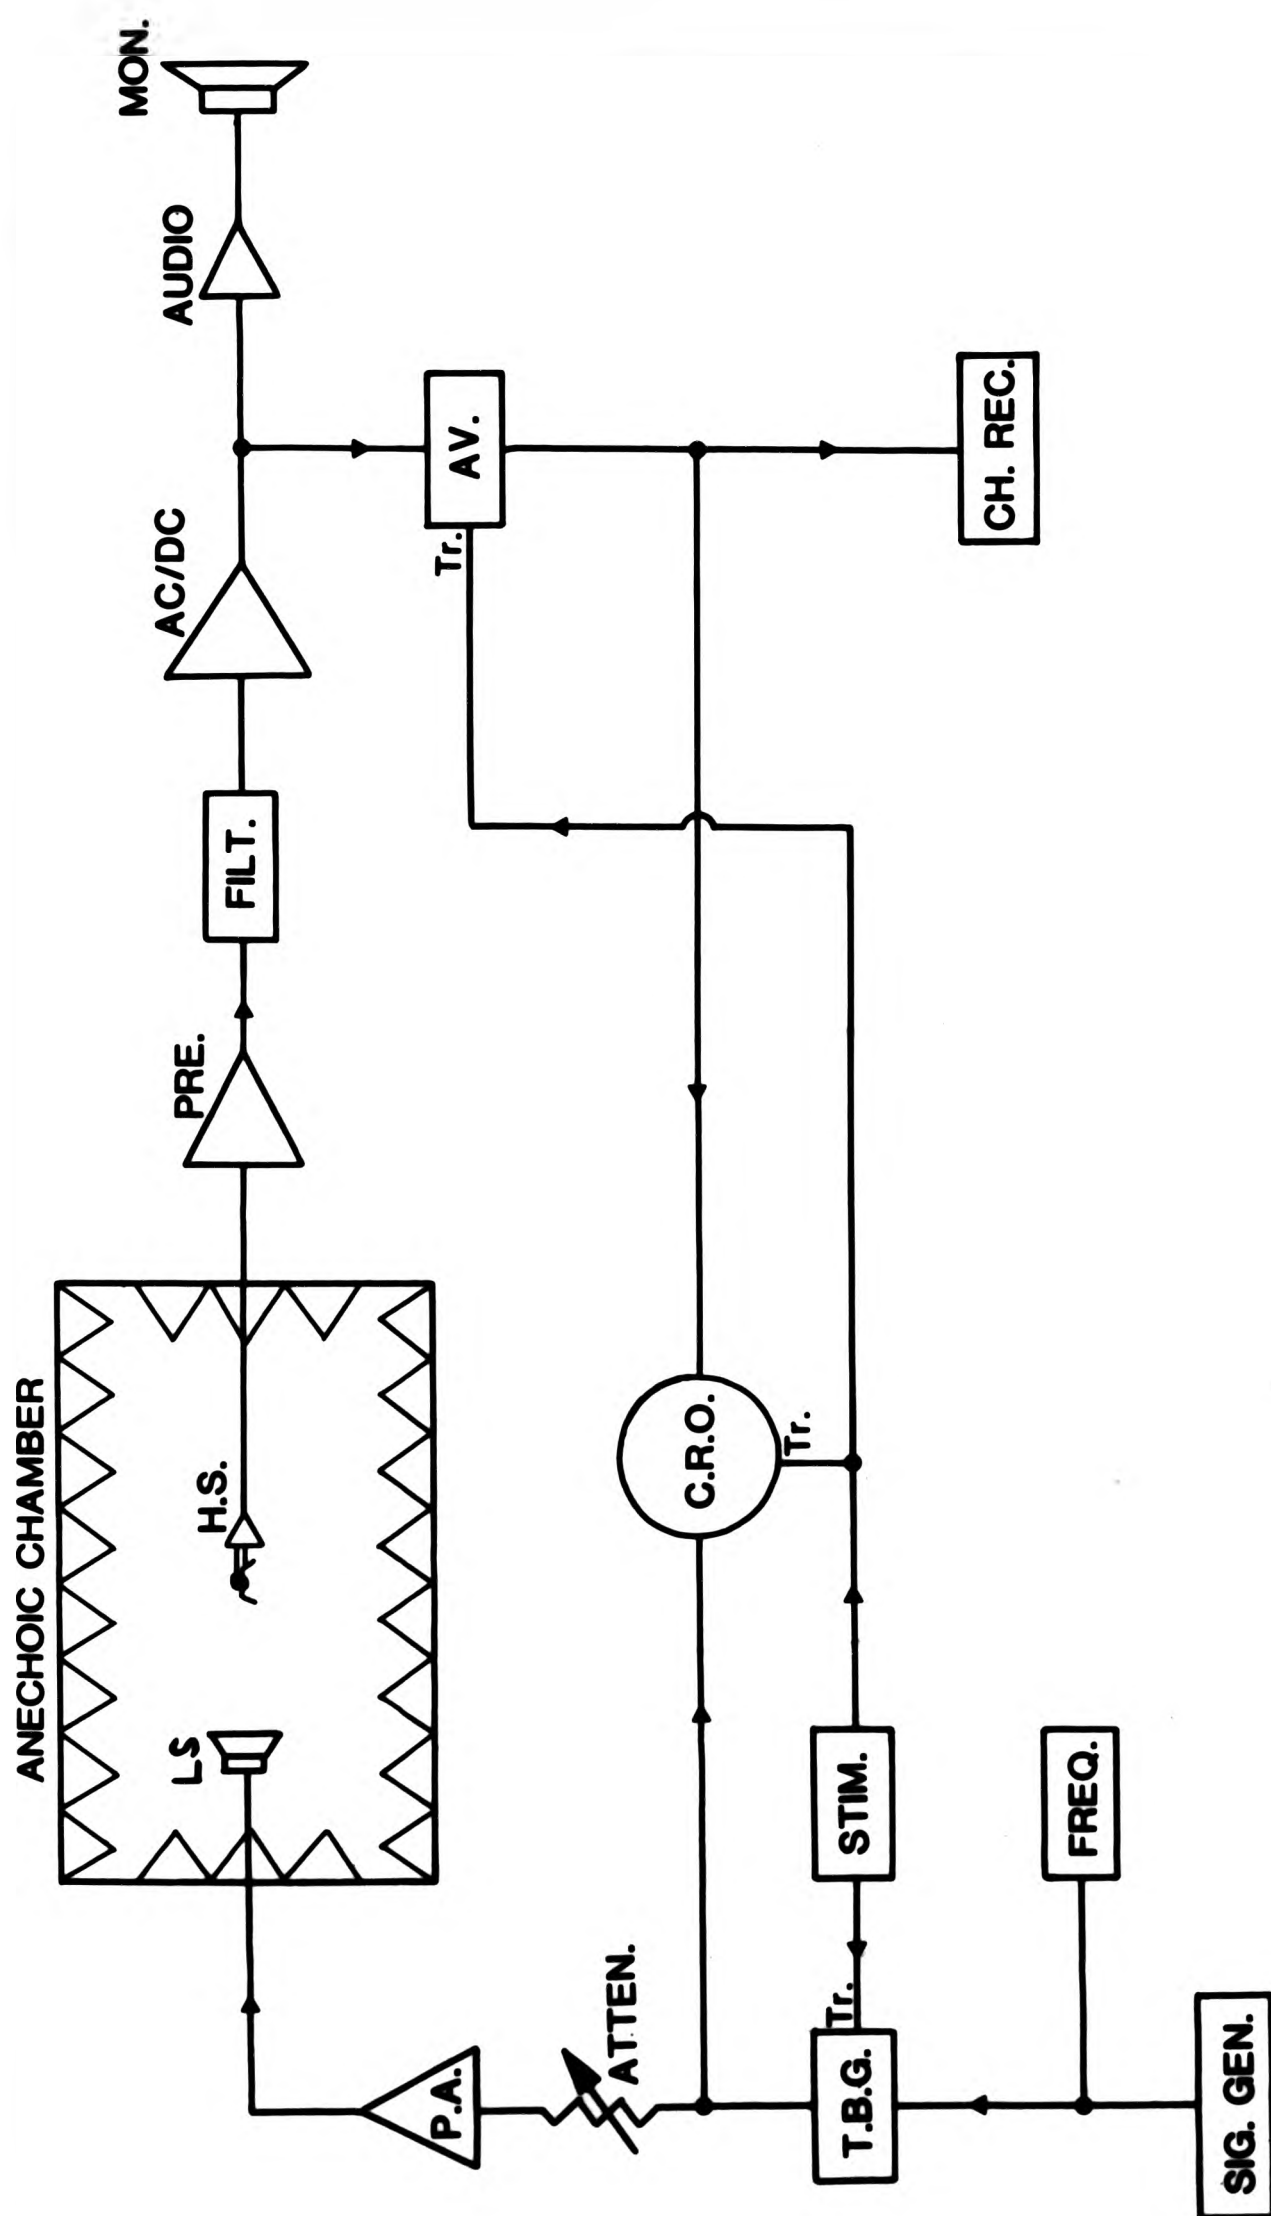 ANECHOIC CHAMBER
LS
H.S.
PRE.
FILT.
AC/DC
AUDIO
MON.
P.A.
ATTEN.
C.R.O.
Tr.
Tr.
AV.
T.B.G.
Tr.
STIM.
FREQ.
SIG. GEN.
CH. REC.